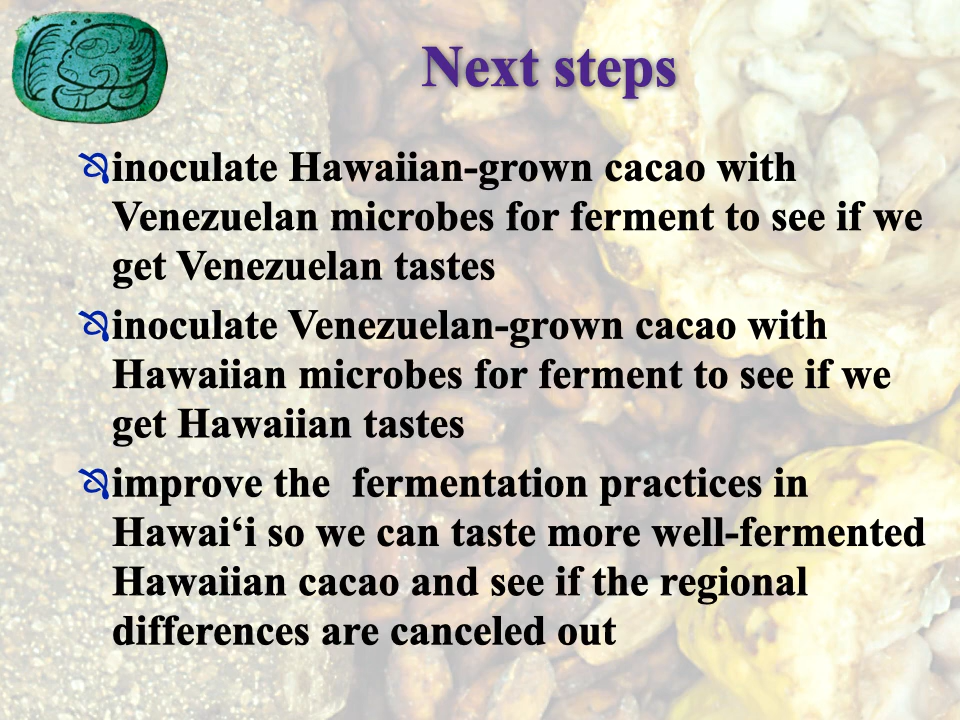 Next steps
inoculate Hawaiian-grown cacao with
Venezuelan microbes for ferment to see if we
get Venezuelan tastes
inoculate Venezuelan-grown cacao with
Hawaiian microbes for ferment to see if we
get Hawaiian tastes
improve the  fermentation practices in
Hawai‘i so we can taste more well-fermented
Hawaiian cacao and see if the regional
differences are canceled out